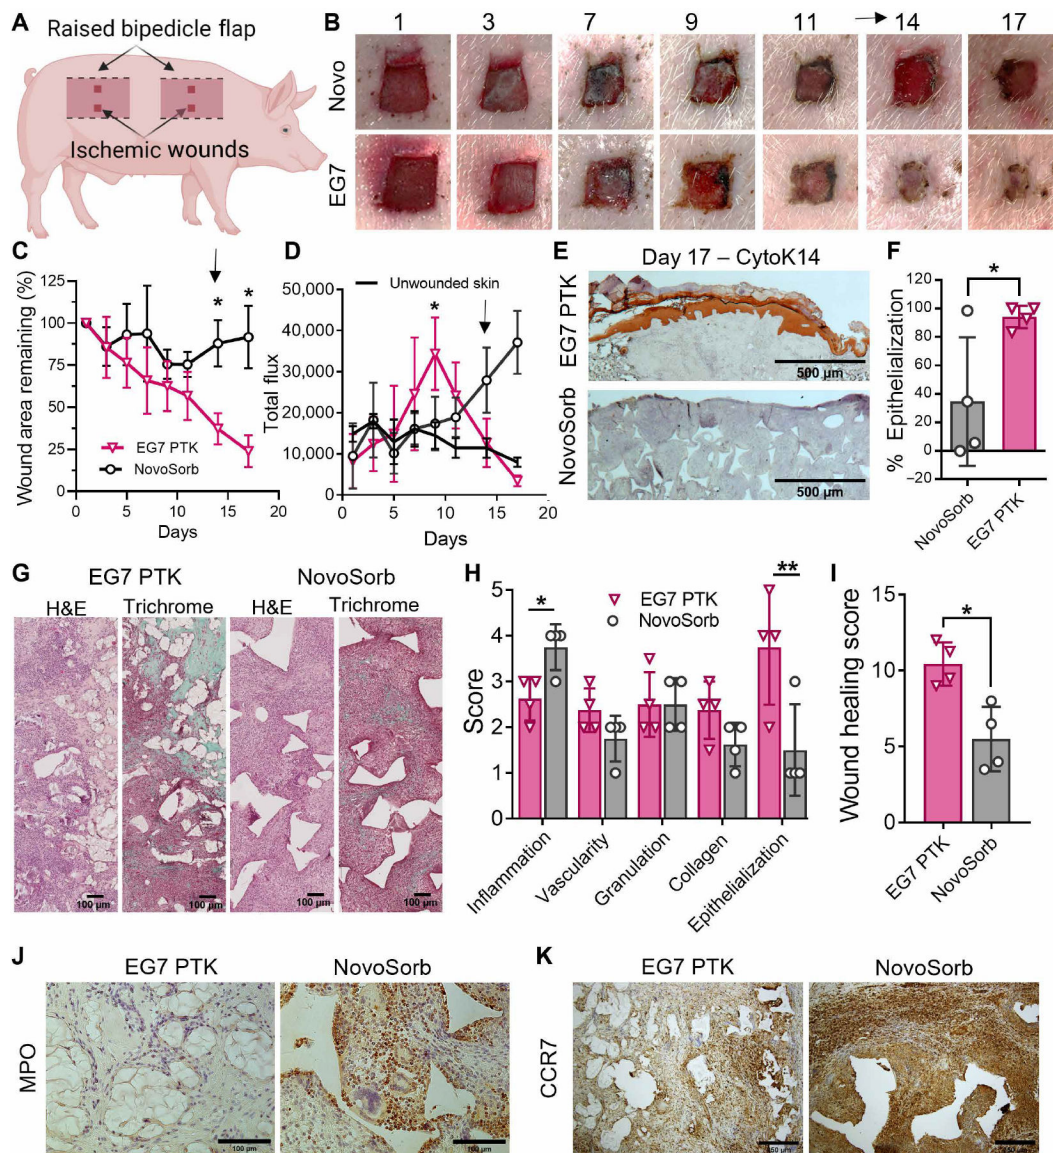 A
Raised bipedicle flap
Ischemic wounds
B
1 3 7 9 11 14 17
Novo
EG7
C
Wound area remaining (%)
125
100
75
50
25
0
* *
EG7 PTK
NovoSorb
0 5 10 15 20
Days
D
Unwounded skin
Total flux
50,000
40,000
30,000
20,000
10,000
0
*
0 5 10 15 20
Days
E
Day 17 – CytoK14
EG7 PTK
500 µm
NovoSorb
500 µm
F
% Epithelialization
*
120
100
80
60
40
20
0
−20
NovoSorb
EG7 PTK
G
EG7 PTK NovoSorb
H&E Trichrome H&E Trichrome
100 µm 100 µm 100 µm 100 µm
H
Score
5
4
3
2
1
0
EG7 PTK
NovoSorb
*
**
Inflammation
Vascularity
Granulation
Collagen
Epithelialization
I
Wound healing score
15
10
5
0
*
EG7 PTK
NovoSorb
J
EG7 PTK NovoSorb
MPO
100 µm 100 µm
K
EG7 PTK NovoSorb
CCR7